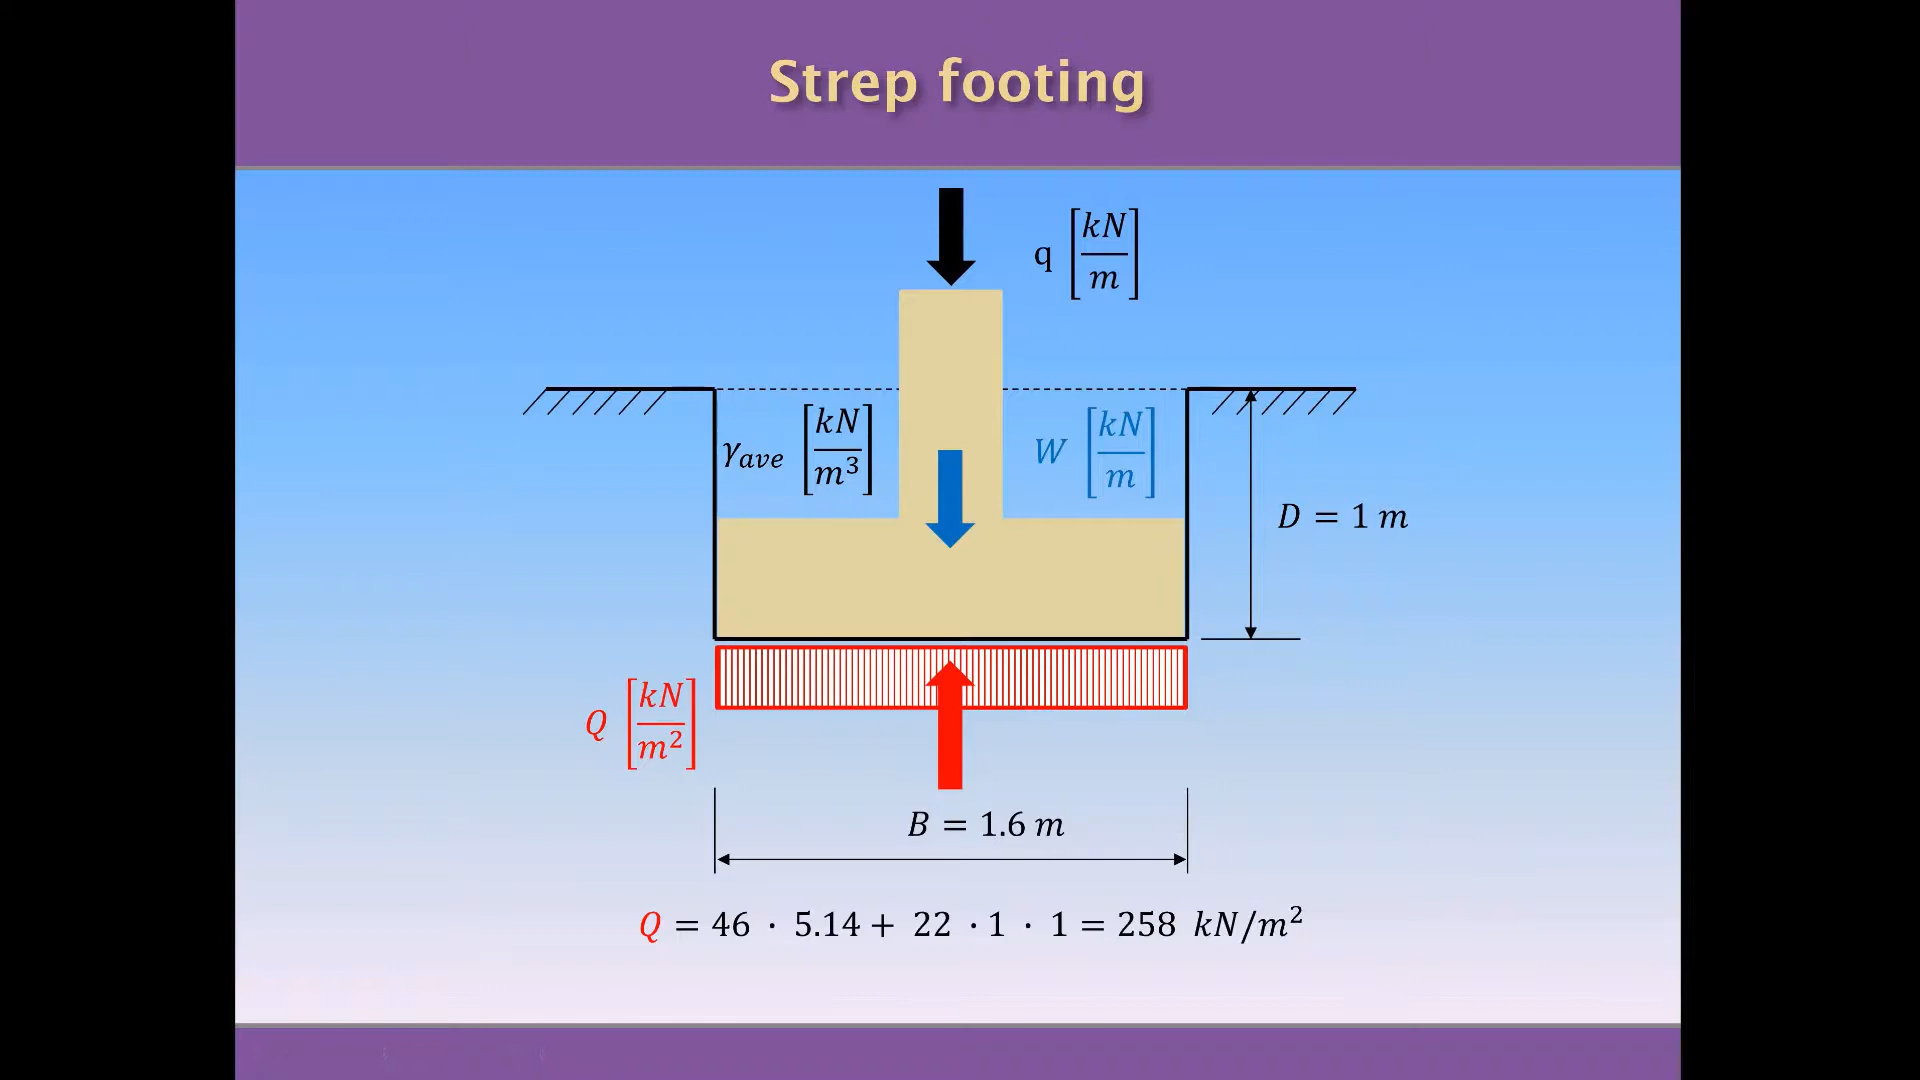 Strep footing
q [kN/m]
γ_ave [kN/m³]
W [kN/m]
D = 1 m
Q [kN/m²]
B = 1.6 m
Q = 46 · 5.14 + 22 · 1 · 1 = 258 kN/m²